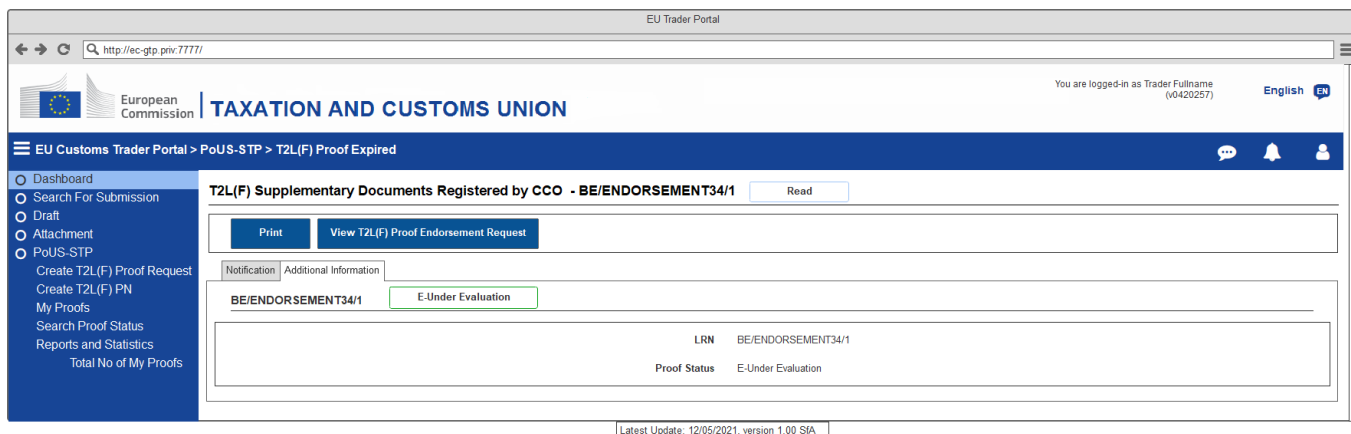 EU Trader Portal
http://ec-gtp.priv:7777/
European
Commission
TAXATION AND CUSTOMS UNION
You are logged-in as Trader Fullname
(v0420257)
English EN
EU Customs Trader Portal > PoUS-STP > T2L(F) Proof Expired
Dashboard
Search For Submission
Draft
Attachment
PoUS-STP
Create T2L(F) Proof Request
Create T2L(F) PN
My Proofs
Search Proof Status
Reports and Statistics
Total No of My Proofs
T2L(F) Supplementary Documents Registered by CCO - BE/ENDORSEMENT34/1 Read
Print View T2L(F) Proof Endorsement Request
Notification Additional Information
BE/ENDORSEMENT34/1 E-Under Evaluation
LRN BE/ENDORSEMENT34/1
Proof Status E-Under Evaluation
Latest Update: 12/05/2021, version 1.00 SfA